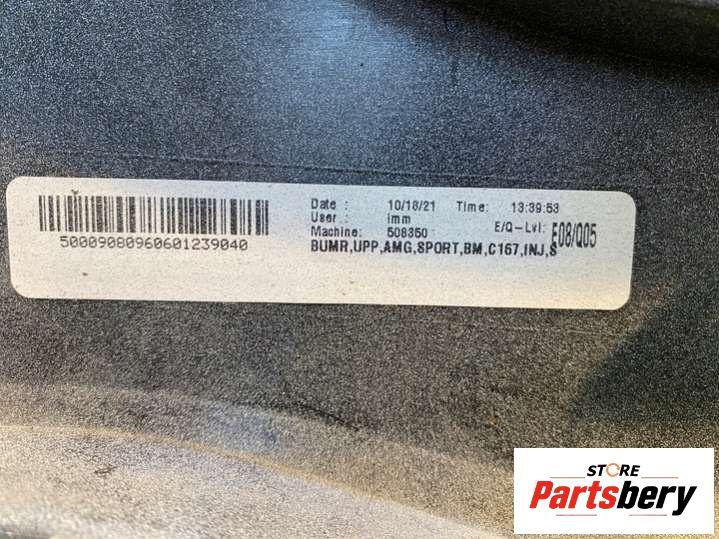 Date : 10/18/21 Time: 13:39:53
User : imm
Machine: 508350 E/Q-Lvl: E08/Q05
BUMR,UPP,AMG,SPORT,BM,C167,INJ,S
50009080960601239040
STORE
Partsbery